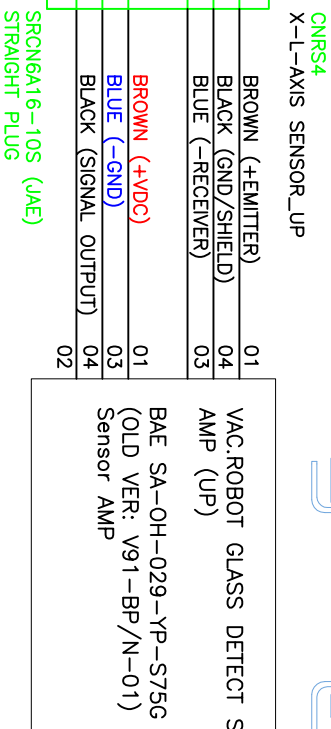 CNRS4
X-L-AXIS SENSOR_UP
BROWN (+EMITTER)
01
BLACK (GND/SHIELD)
04
BLUE (-RECEIVER)
03
BROWN (+VDC)
01
BLUE (-GND)
03
BLACK (SIGNAL OUTPUT)
04
02
SRCN6A16-10S (JAE)
STRAIGHT PLUG
VAC.ROBOT GLASS DETECT S
AMP (UP)
BAE SA-OH-029-YP-S75G
(OLD VER: V91-BP/N-01)
Sensor AMP